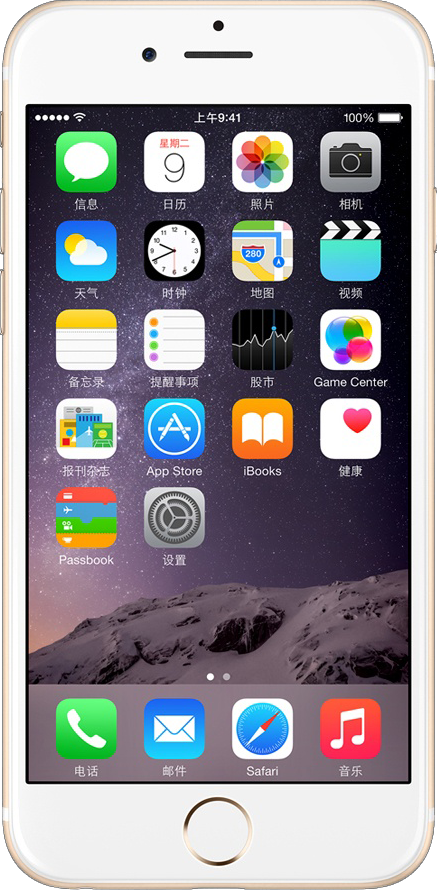 上午9:41
100%
星期二
9
信息
日历
照片
相机
280
天气
时钟
地图
视频
备忘录
提醒事项
股市
Game Center
报刊杂志
App Store
iBooks
健康
Passbook
设置
电话
邮件
Safari
音乐